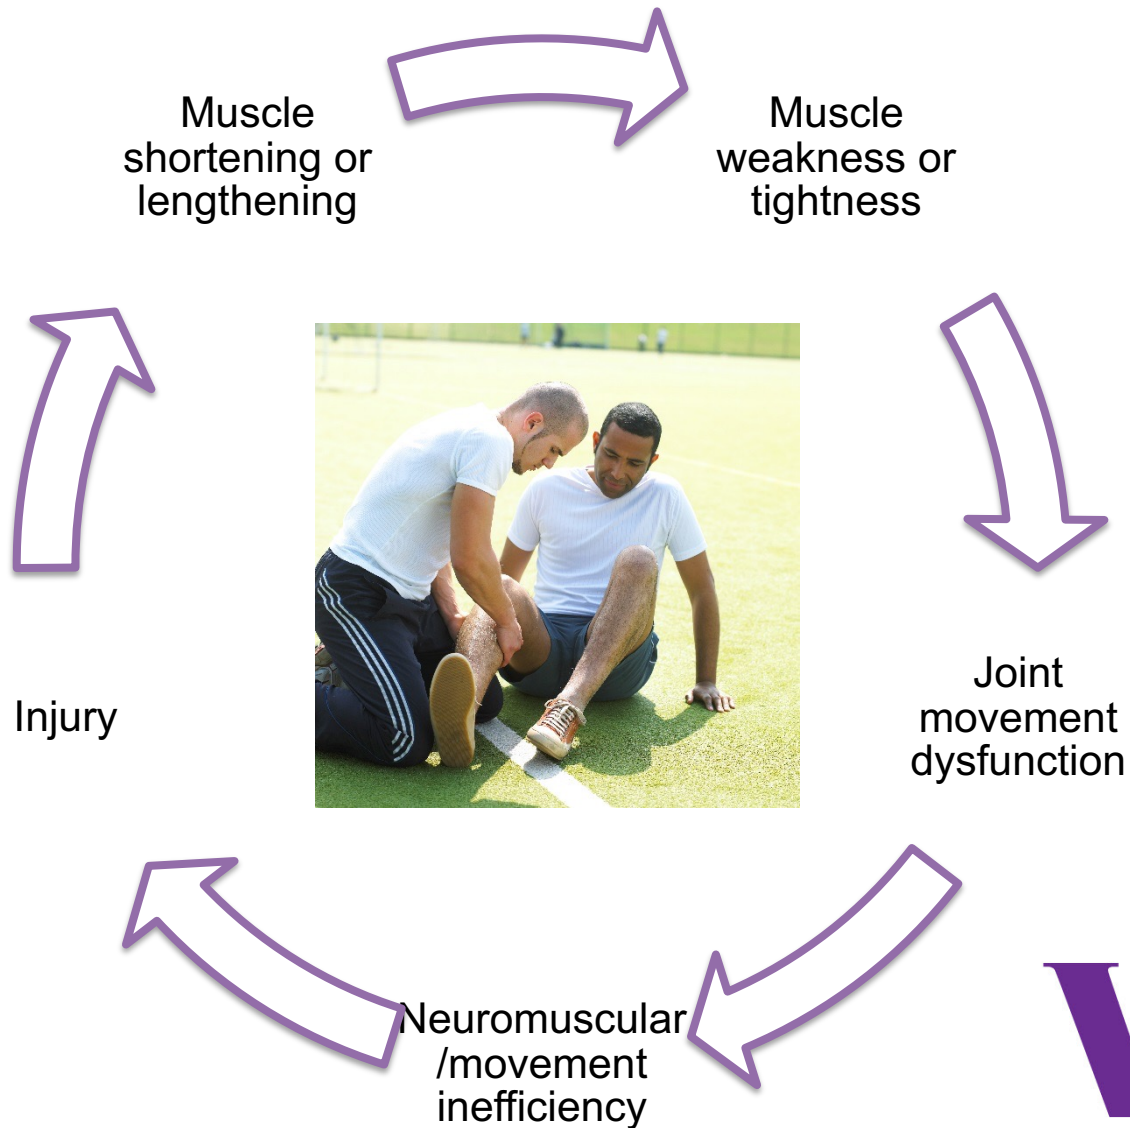 Muscle
shortening or
lengthening
Muscle
weakness or
tightness
Joint
movement
dysfunction
Neuromuscular
/movement
inefficiency
Injury